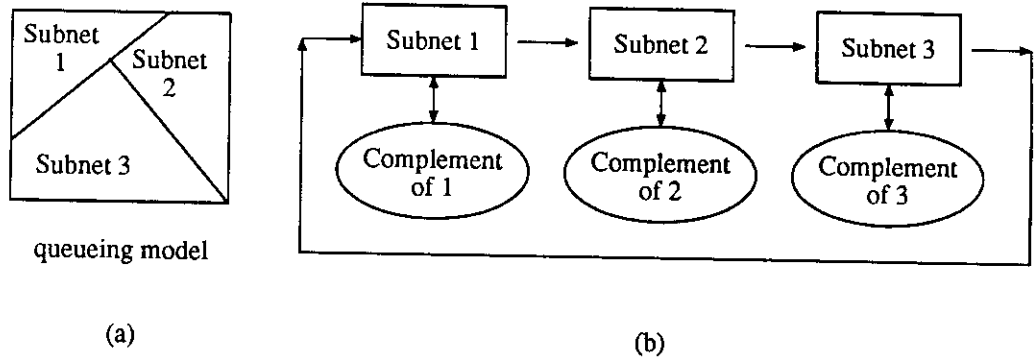 Subnet
1
Subnet
2
Subnet 3
queueing model
(a)
Subnet 1
Subnet 2
Subnet 3
Complement
of 1
Complement
of 2
Complement
of 3
(b)